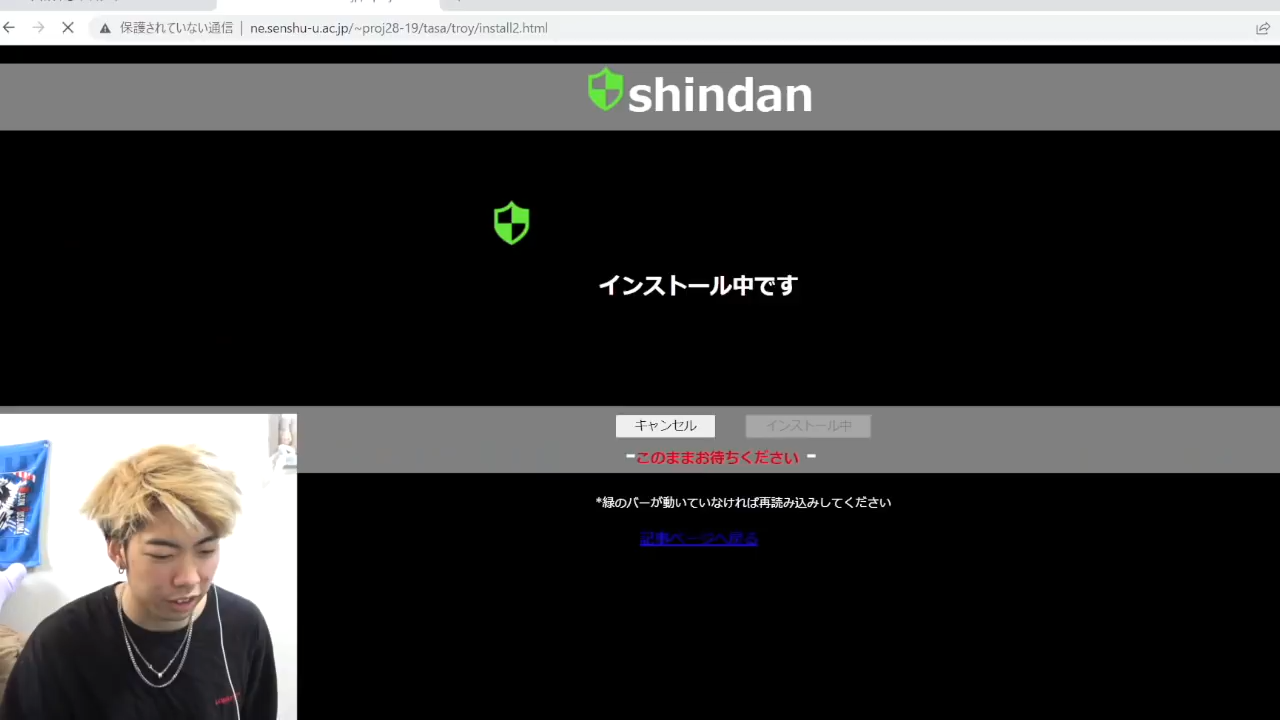 保護されていない通信 | ne.senshu-u.ac.jp/~proj28-19/tasa/troy/install2.html
shindan
インストール中です
キャンセル インストール中
-このままお待ちください -
*緑のバーが動いていなければ再読み込みしてください
記事ページへ戻る